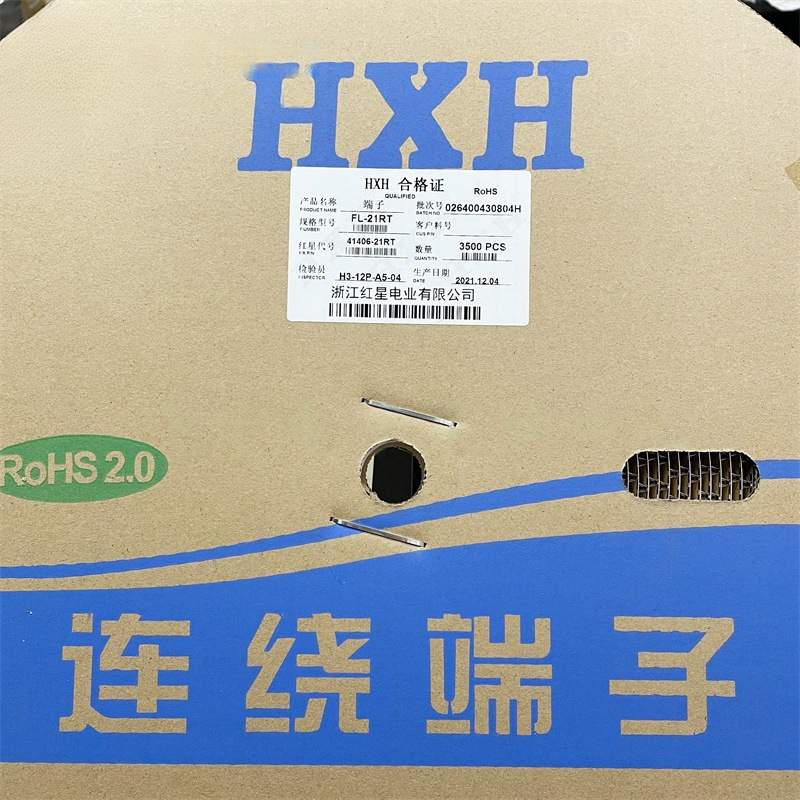 HXH
HXH 合格证 RoHS
QUALIFIED
产品名称 端子 批次号 026400430804H
PRODUCT NAME BATCH NO
规格型号 FL-21RT 客户料号
P.NUMBER CUS P/N
红星代号 41406-21RT 数量 3500 PCS
HX P/N QUANTITY
检验员 H3-12P-A5-04 生产日期 2021.12.04
INSPECTOR DATE
浙江红星电业有限公司
RoHS 2.0
连绕端子